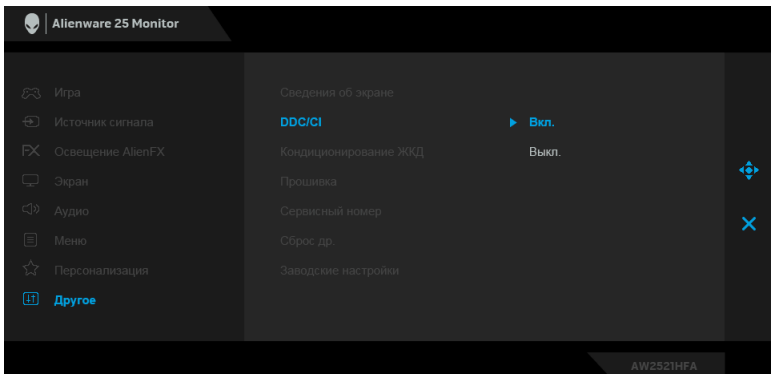 Alienware 25 Monitor
Игра
Источник сигнала
Освещение AlienFX
Экран
Аудио
Меню
Персонализация
Другое
Сведения об экране
DDC/CI
Вкл.
Кондиционирование ЖКД
Выкл.
Прошивка
Сервисный номер
Сброс др.
Заводские настройки
AW2521HFA